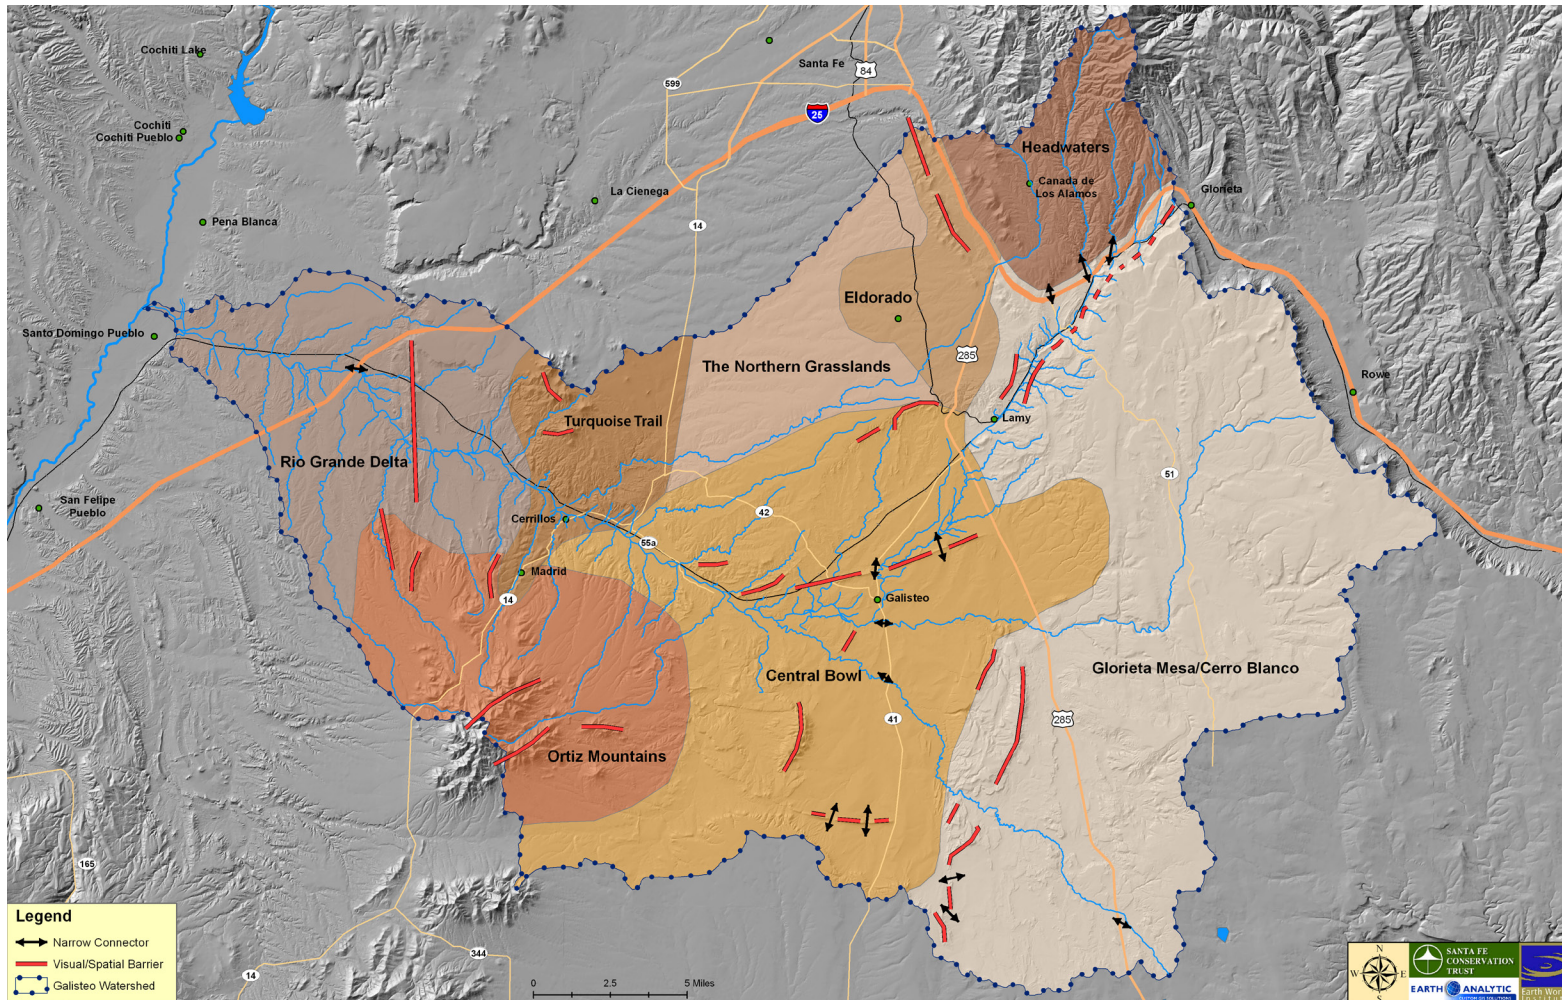 Cochiti Lake
Santa Fe
84
599
25
Cochiti
Cochiti Pueblo
Headwaters
Canada de
Los Alamos
Glorieta
La Cienega
Pena Blanca
14
Eldorado
Santo Domingo Pueblo
285
The Northern Grasslands
Rowe
Turquoise Trail
Lamy
Rio Grande Delta
51
San Felipe
Pueblo
42
Cerrillos
55a
Madrid
14
Galisteo
Central Bowl
Glorieta Mesa/Cerro Blanco
41
285
Ortiz Mountains
165
344
14
Legend
Narrow Connector
Visual/Spatial Barrier
Galisteo Watershed
0
2.5
5 Miles
N
W
E
S
SANTA FE
CONSERVATION
TRUST
EARTH ANALYTIC